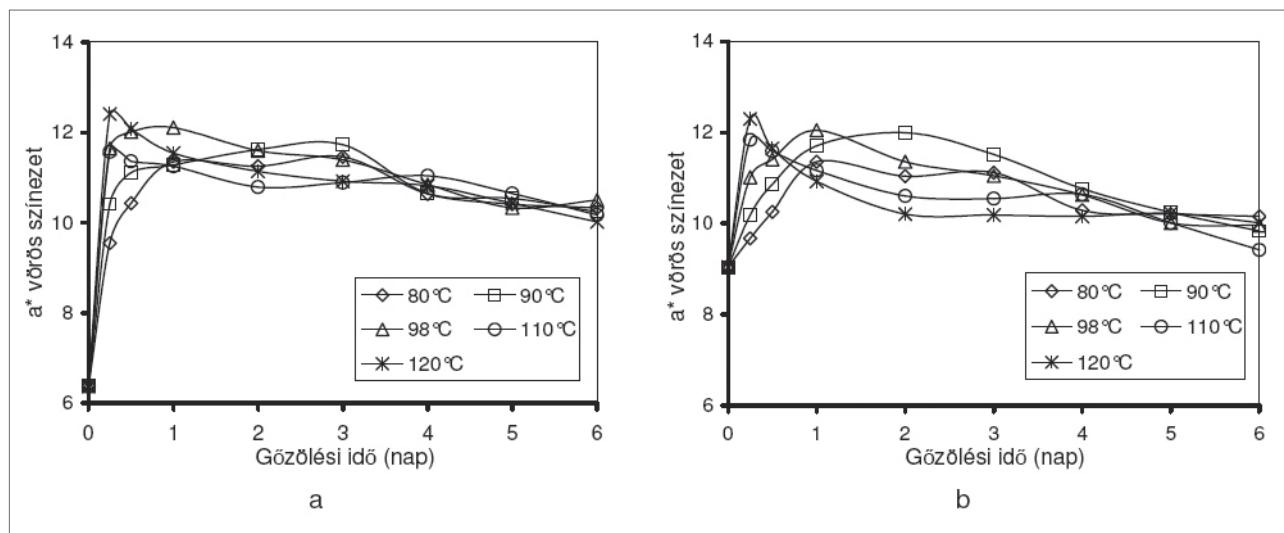 14
12
10
8
6
a* vörös színezet
80°C 90°C
98°C 110°C
120°C
0 1 2 3 4 5 6
Gőzölési idő (nap)
a
14
12
10
8
6
a* vörös színezet
80°C 90°C
98°C 110°C
120°C
0 1 2 3 4 5 6
Gőzölési idő (nap)
b